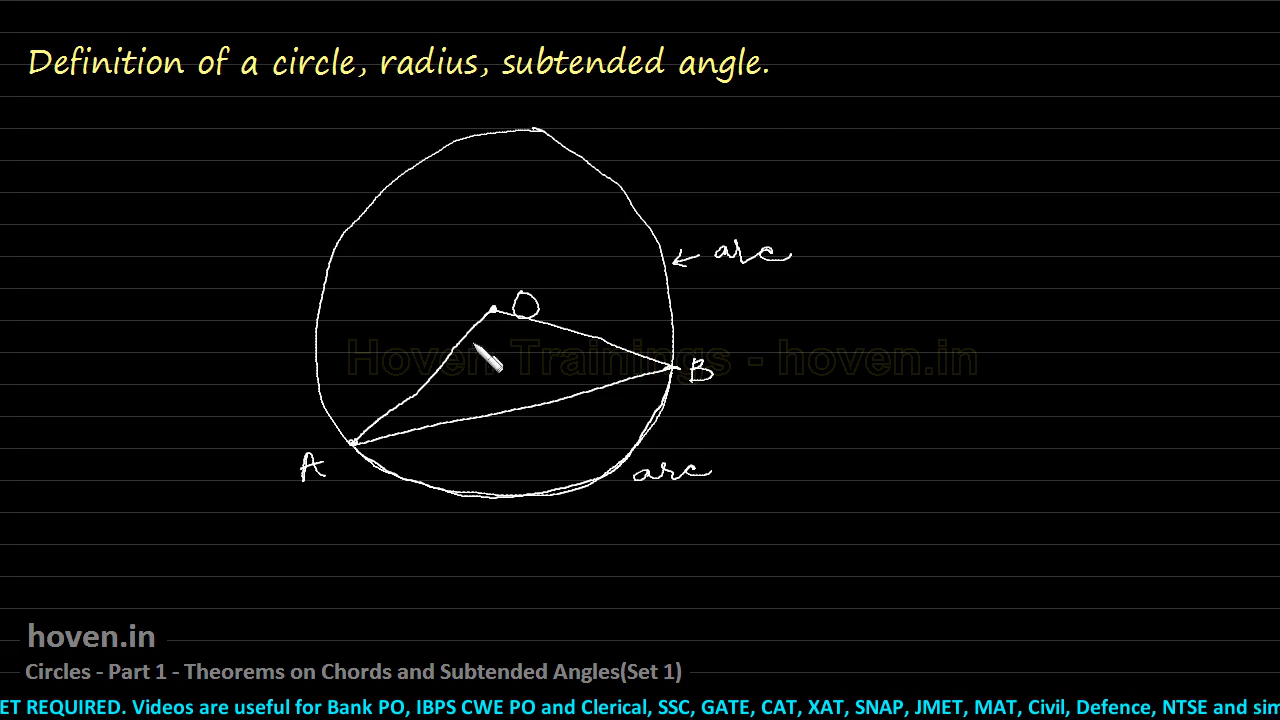 Definition of a circle, radius, subtended angle.
arc
O
Hoven Trainings - hoven.in
B
A
arc
hoven.in
Circles - Part 1 - Theorems on Chords and Subtended Angles(Set 1)
ET REQUIRED. Videos are useful for Bank PO, IBPS CWE PO and Clerical, SSC, GATE, CAT, XAT, SNAP, JMET, MAT, Civil, Defence, NTSE and sim